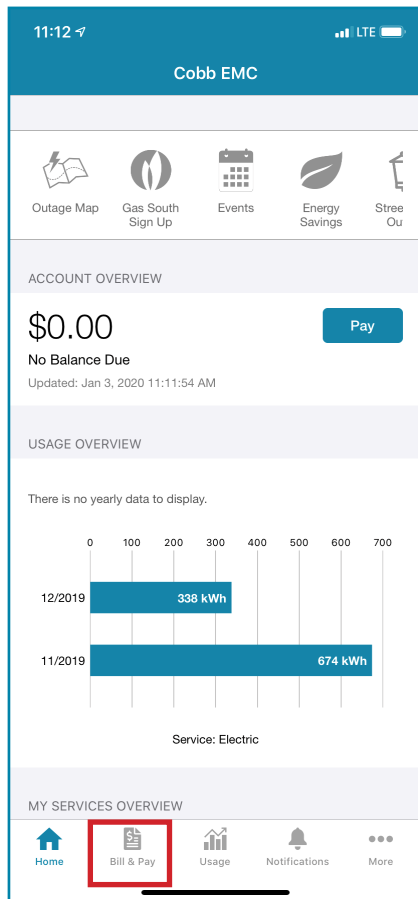 11:12
LTE
Cobb EMC
Outage Map
Gas South
Sign Up
Events
Energy
Savings
Stree
Ou
ACCOUNT OVERVIEW
$0.00
Pay
No Balance Due
Updated: Jan 3, 2020 11:11:54 AM
USAGE OVERVIEW
There is no yearly data to display.
0 100 200 300 400 500 600 700
12/2019 338 kWh
11/2019 674 kWh
Service: Electric
MY SERVICES OVERVIEW
Home Bill & Pay Usage Notifications More